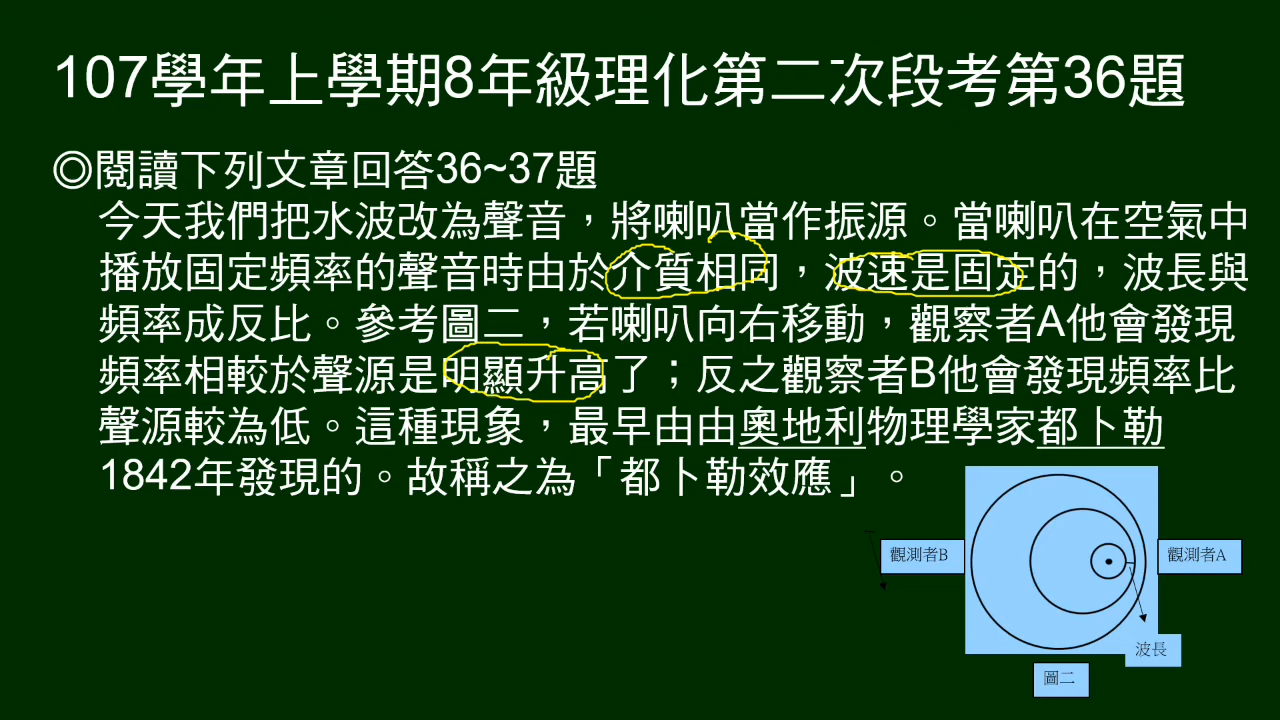 107學年上學期8年級理化第二次段考第36題
◎閱讀下列文章回答36~37題
今天我們把水波改為聲音，將喇叭當作振源。當喇叭在空氣中
播放固定頻率的聲音時由於介質相同，波速是固定的，波長與
頻率成反比。參考圖二，若喇叭向右移動，觀察者A他會發現
頻率相較於聲源是明顯升高了；反之觀察者B他會發現頻率比
聲源較為低。這種現象，最早由由奧地利物理學家都卜勒
1842年發現的。故稱之為「都卜勒效應」。
觀測者B
觀測者A
波長
圖二